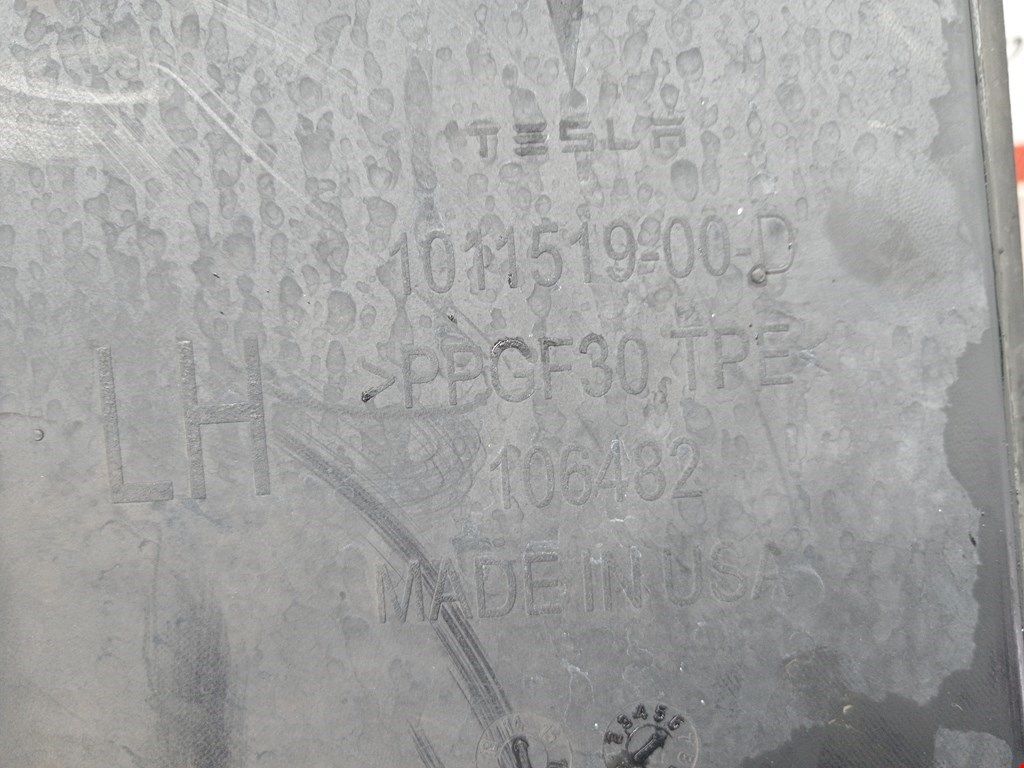 TESLA
1011519-00-D
LH
>PPGF30,TPE<
106482
MADE IN USA